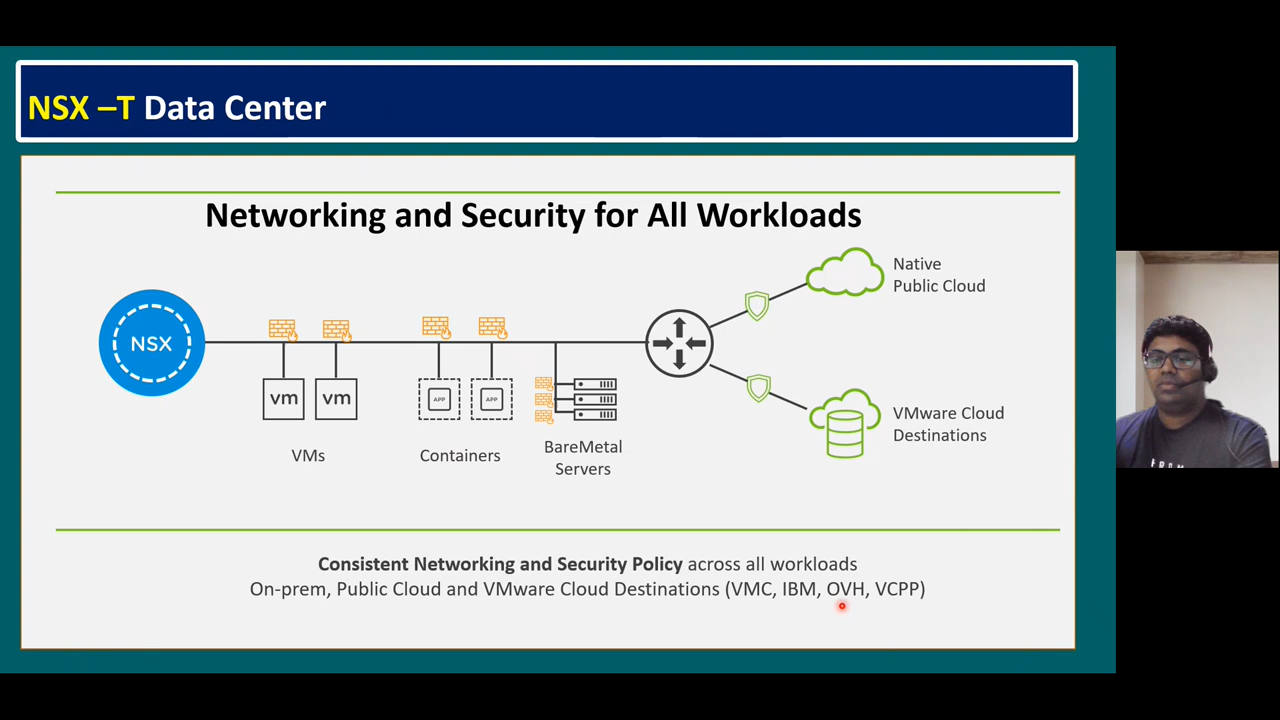 NSX –T Data Center
Networking and Security for All Workloads
Native
Public Cloud
NSX
vm
vm
APP
APP
VMware Cloud
Destinations
VMs
Containers
BareMetal
Servers
Consistent Networking and Security Policy across all workloads
On-prem, Public Cloud and VMware Cloud Destinations (VMC, IBM, OVH, VCPP)